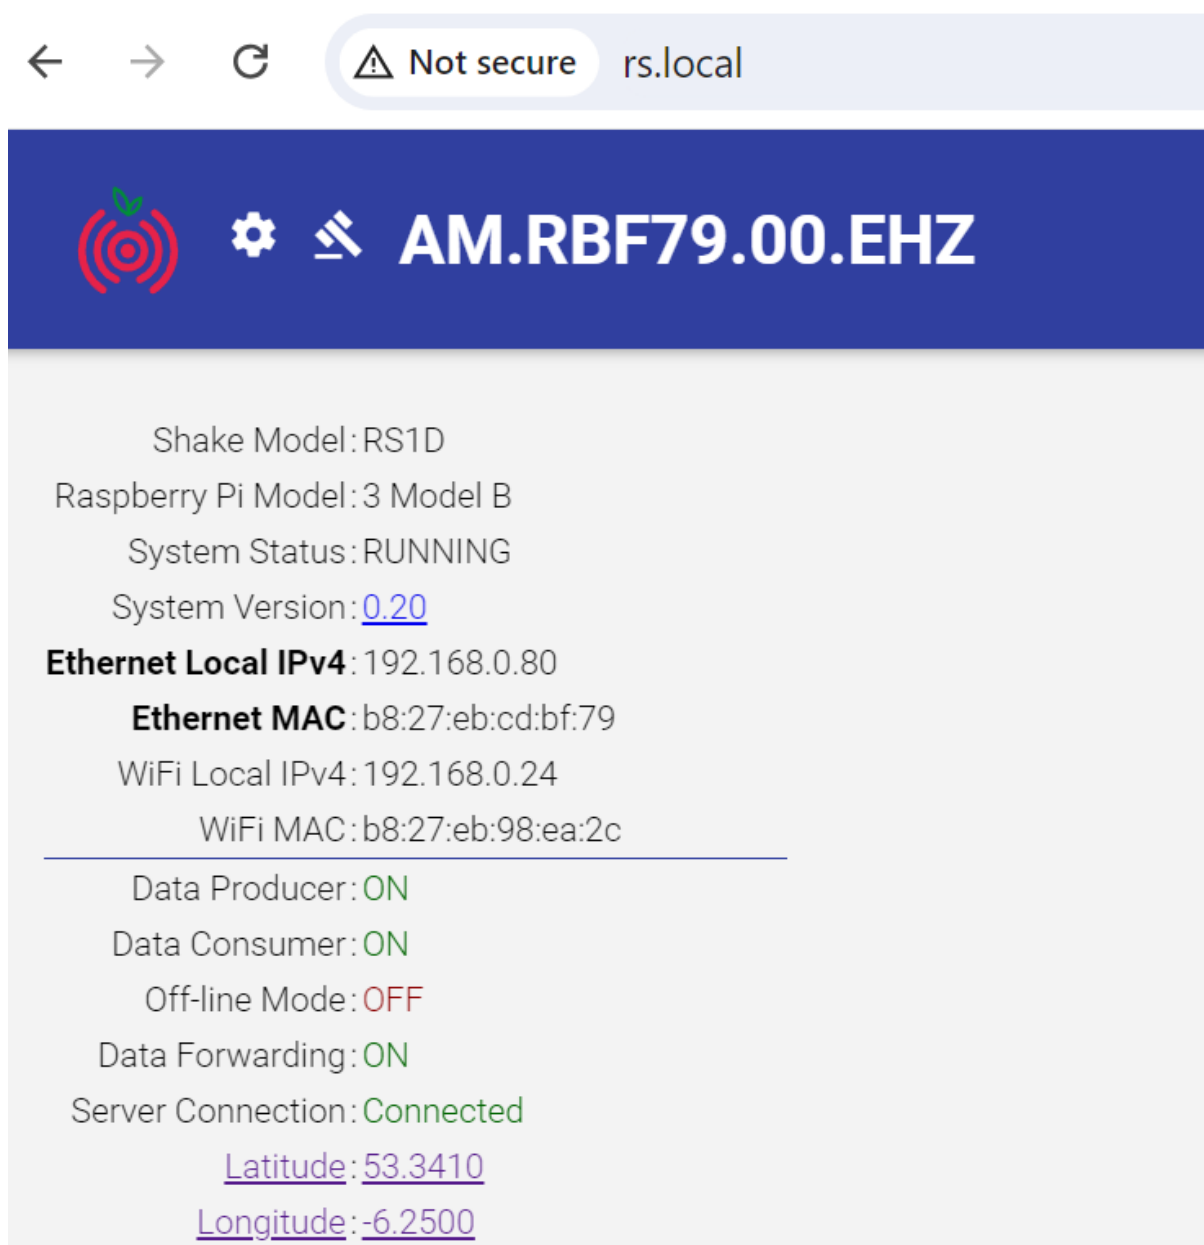 Not secure rs.local
AM.RBF79.00.EHZ
Shake Model: RS1D
Raspberry Pi Model: 3 Model B
System Status: RUNNING
System Version: 0.20
Ethernet Local IPv4: 192.168.0.80
Ethernet MAC: b8:27:eb:cd:bf:79
WiFi Local IPv4: 192.168.0.24
WiFi MAC: b8:27:eb:98:ea:2c
Data Producer: ON
Data Consumer: ON
Off-line Mode: OFF
Data Forwarding: ON
Server Connection: Connected
Latitude: 53.3410
Longitude: -6.2500